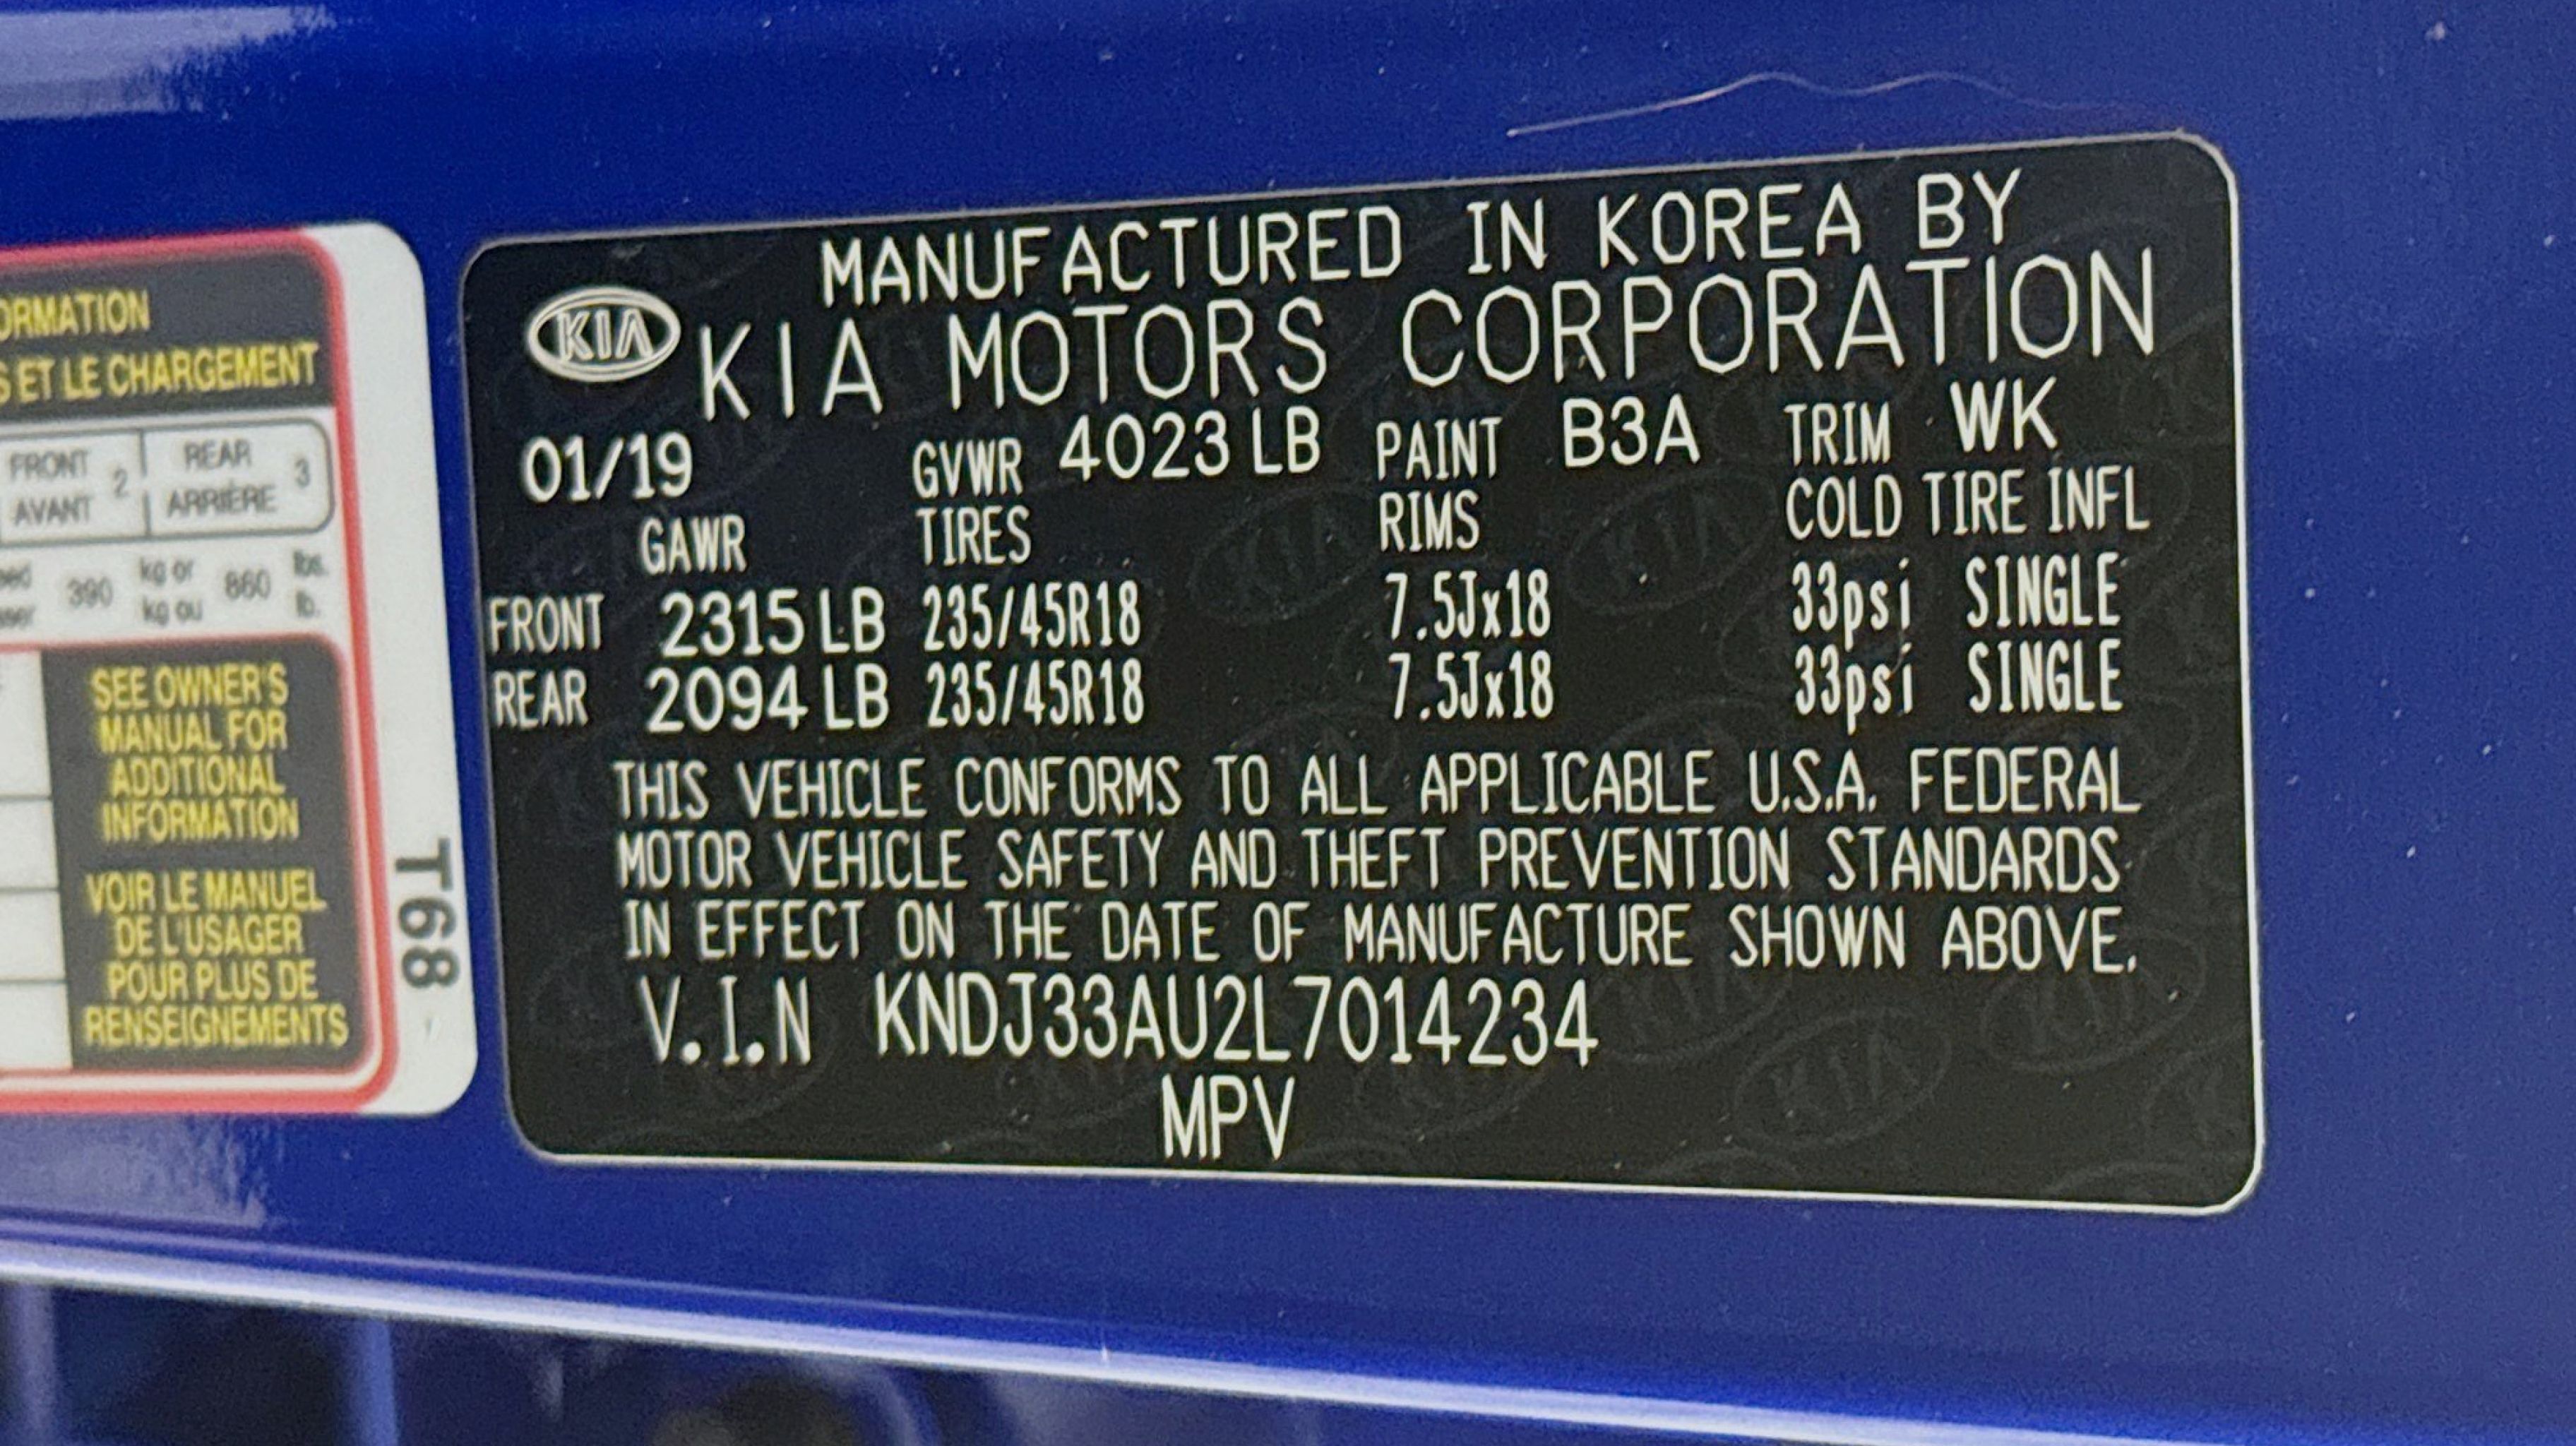 ORMATION
S ET LE CHARGEMENT
FRONT 2 REAR 3
AVANT ARRIÈRE
390 kg or 860 lbs.
kg ou lb.
SEE OWNER'S
MANUAL FOR
ADDITIONAL
INFORMATION
VOIR LE MANUEL
DE L'USAGER
POUR PLUS DE
RENSEIGNEMENTS
T68
MANUFACTURED IN KOREA BY
KIA KIA MOTORS CORPORATION
01/19 GVWR 4023 LB PAINT B3A TRIM WK
GAWR TIRES RIMS COLD TIRE INFL
FRONT 2315 LB 235/45R18 7.5Jx18 33psi SINGLE
REAR 2094 LB 235/45R18 7.5Jx18 33psi SINGLE
THIS VEHICLE CONFORMS TO ALL APPLICABLE U.S.A. FEDERAL
MOTOR VEHICLE SAFETY AND THEFT PREVENTION STANDARDS
IN EFFECT ON THE DATE OF MANUFACTURE SHOWN ABOVE.
V.I.N KNDJ33AU2L7014234
MPV